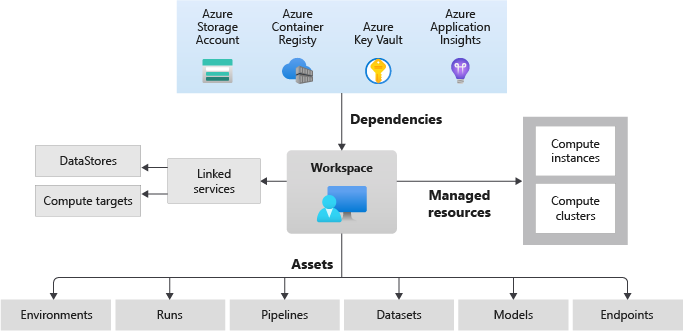 Azure
Storage
Account
Azure
Container
Registy
Azure
Key Vault
Azure
Application
Insights
Dependencies
DataStores
Compute targets
Linked
services
Workspace
Managed
resources
Compute
instances
Compute
clusters
Assets
Environments
Runs
Pipelines
Datasets
Models
Endpoints